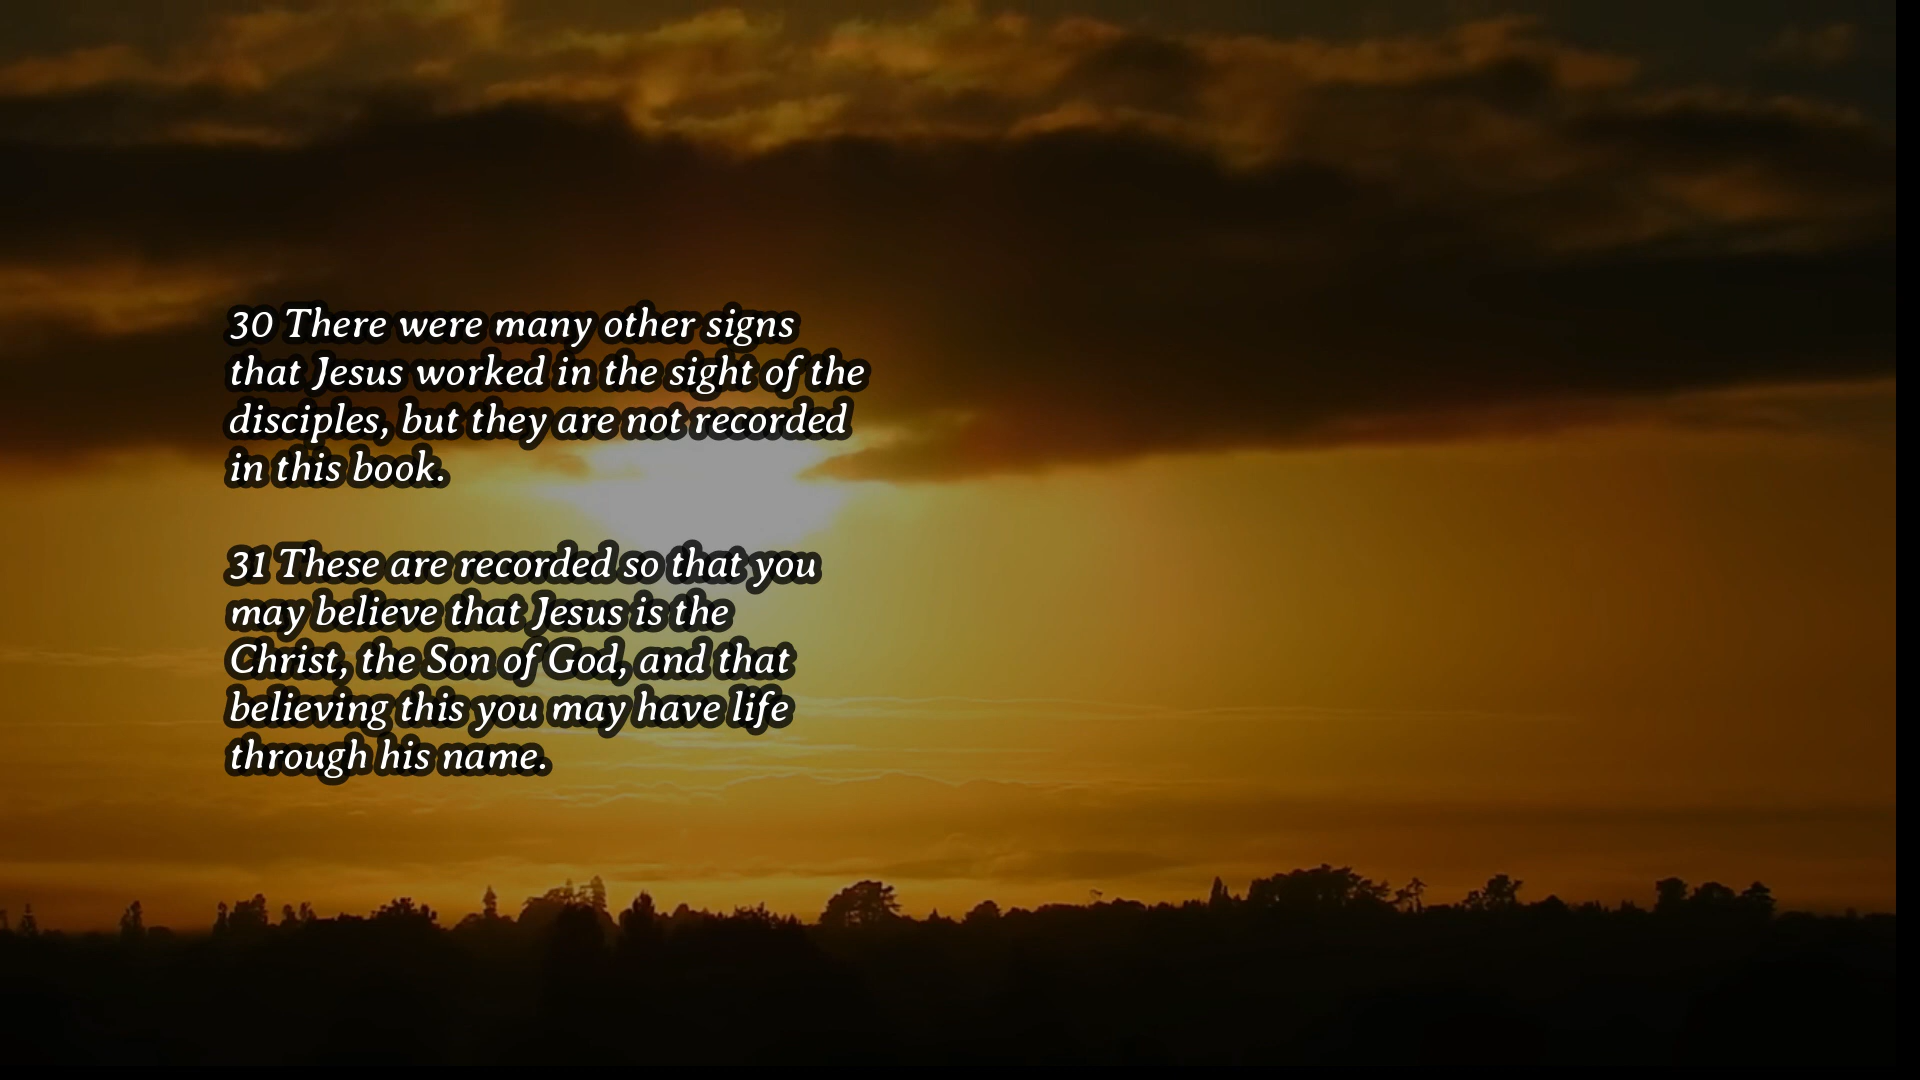 30 There were many other signs
that Jesus worked in the sight of the
disciples, but they are not recorded
in this book.
31 These are recorded so that you
may believe that Jesus is the
Christ, the Son of God, and that
believing this you may have life
through his name.